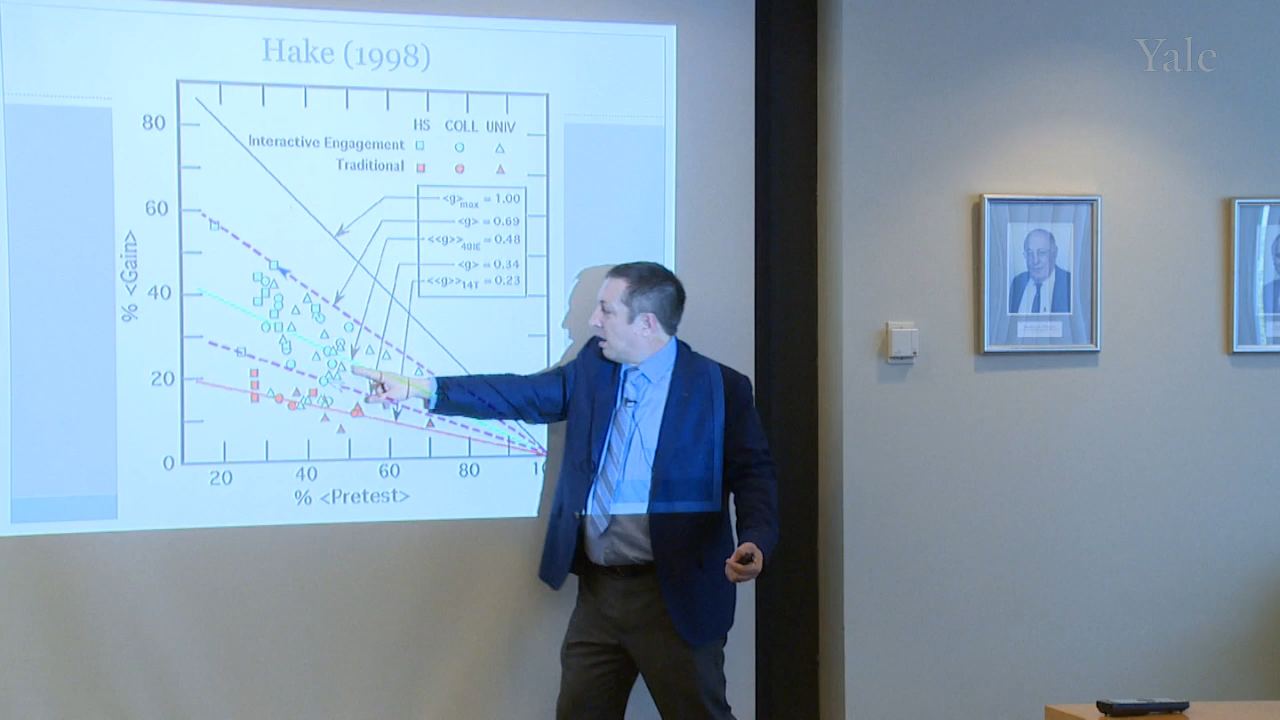 Yale
Hake (1998)
HS COLL UNIV
Interactive Engagement
Traditional
<g>max = 1.00
<g> = 0.69
<<g>>48IE = 0.48
<g> = 0.34
<<g>>14T = 0.23
80
60
40
20
0
% <Gain>
20 40 60 80 10
% <Pretest>